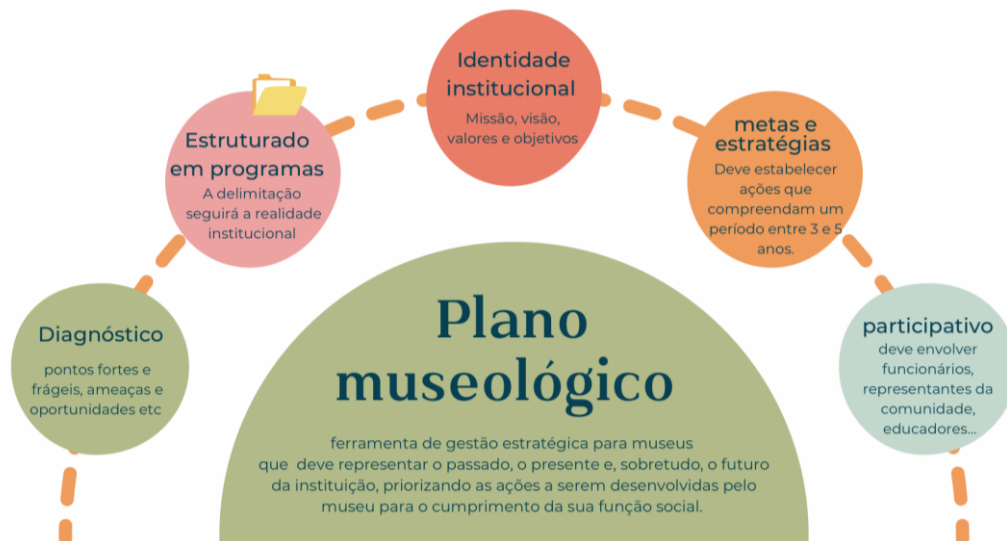 Identidade
institucional
Missão, visão,
valores e objetivos
Estruturado
em programas
A delimitação
seguirá a realidade
institucional
metas e
estratégias
Deve estabelecer
ações que
compreendam um
período entre 3 e 5
anos.
Diagnóstico
pontos fortes e
frágeis, ameaças e
oportunidades etc
participativo
deve envolver
funcionários,
representantes da
comunidade,
educadores...
Plano
museológico
ferramenta de gestão estratégica para museus
que deve representar o passado, o presente e, sobretudo, o futuro
da instituição, priorizando as ações a serem desenvolvidas pelo
museu para o cumprimento da sua função social.